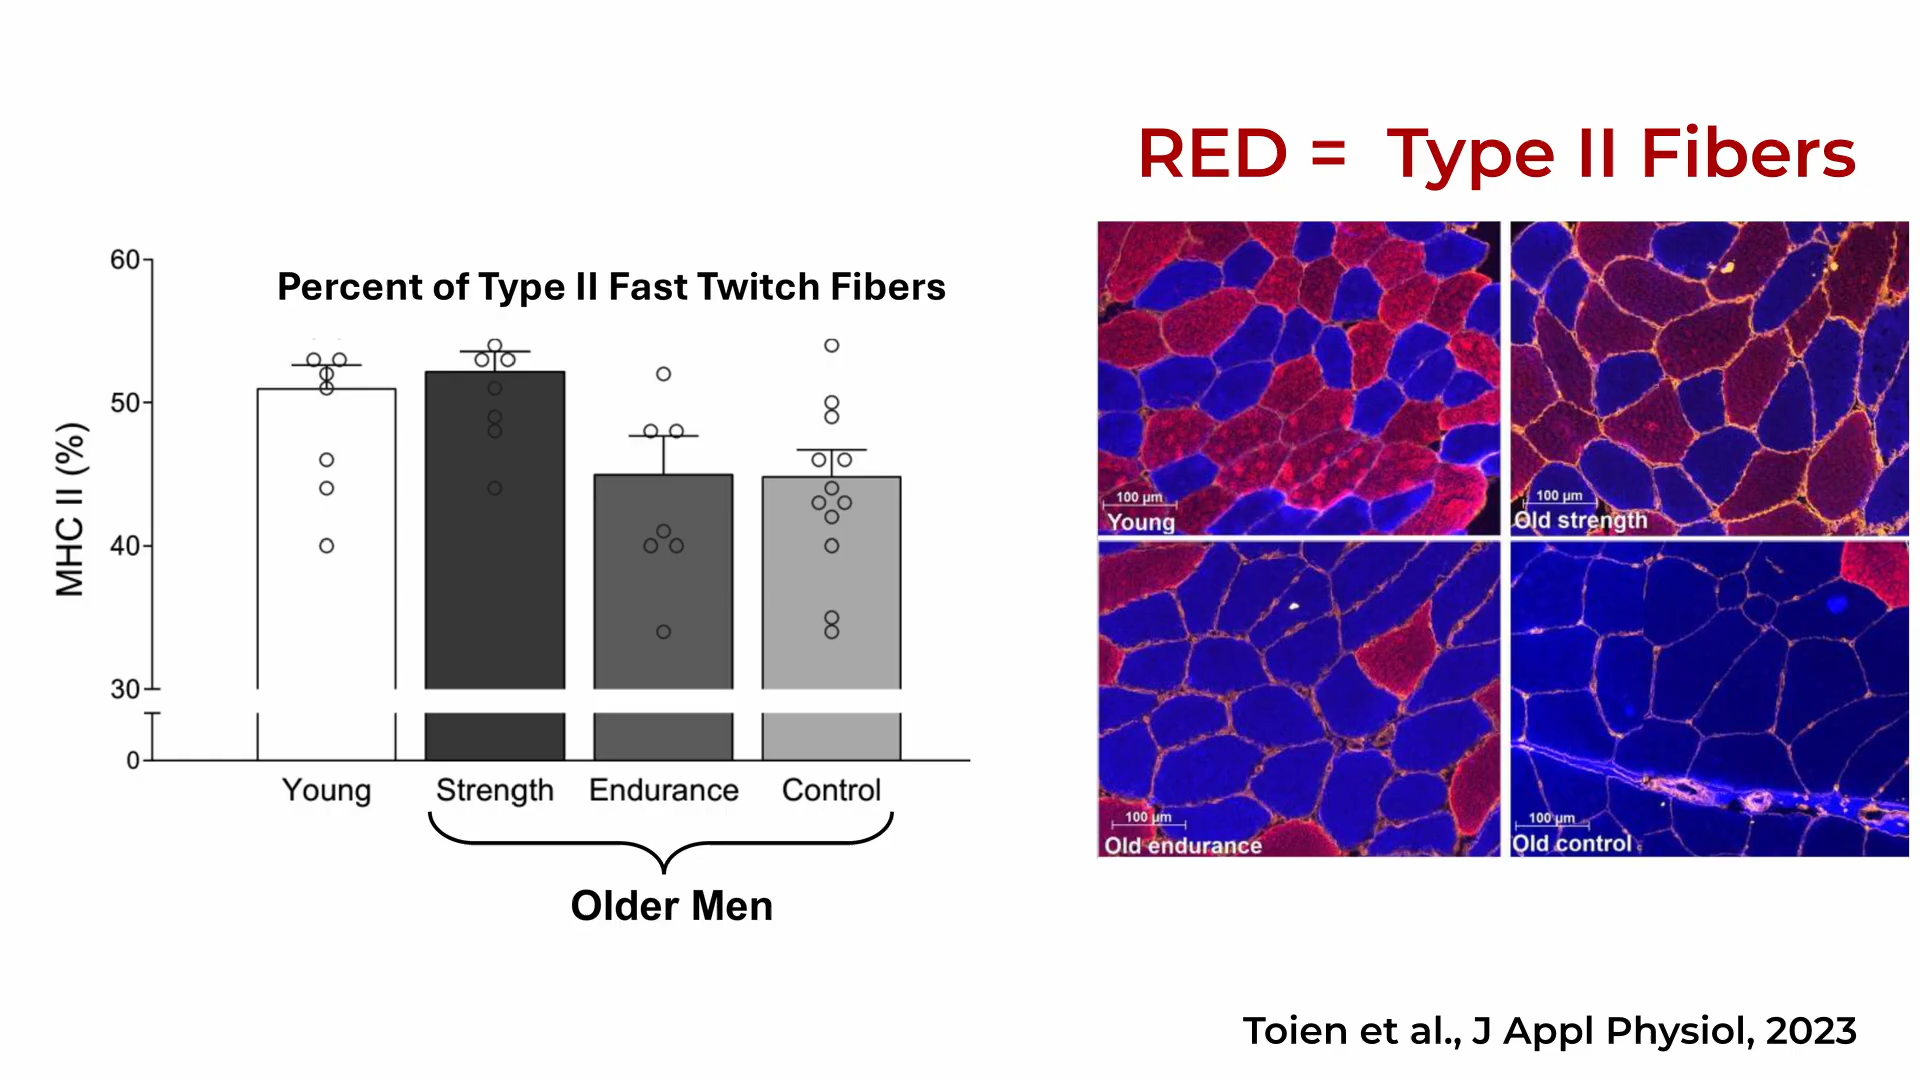 RED = Type II Fibers
Percent of Type II Fast Twitch Fibers
MHC II (%)
60
50
40
30
0
Young
Strength
Endurance
Control
Older Men
100 µm
Young
100 µm
Old strength
100 µm
Old endurance
100 µm
Old control
Toien et al., J Appl Physiol, 2023